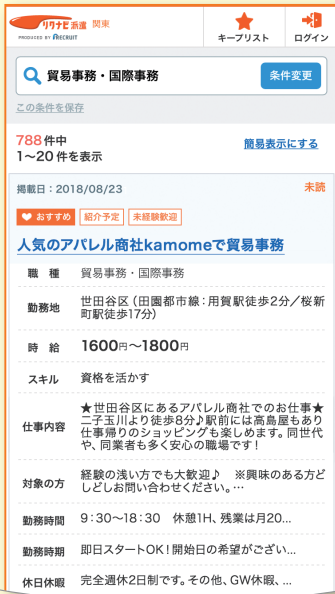 リクナビ派遣 関東
PRODUCED BY RECRUIT
キープリスト
ログイン
貿易事務・国際事務
条件変更
この条件を保存
788件中
1～20件を表示
簡易表示にする
掲載日：2018/08/23
未読
おすすめ 紹介予定 未経験歓迎
人気のアパレル商社kamomeで貿易事務
職 種 貿易事務・国際事務
勤務地 世田谷区（田園都市線：用賀駅徒歩2分／桜新
町駅徒歩17分）
時 給 1600円～1800円
スキル 資格を活かす
仕事内容 ★世田谷区にあるアパレル商社でのお仕事★
二子玉川より徒歩8分♪駅前には高島屋もあり
仕事帰りのショッピングも楽しめます。同世代
や、同業者も多く安心の職場です！
対象の方 経験の浅い方でも大歓迎♪ ※興味のある方ど
しどしお問い合わせください。…
勤務時間 9：30～18：30 休憩1H、残業は月20…
勤務時期 即日スタートOK！開始日の希望がござい…
休日休暇 完全週休2日制です。その他、GW休暇、…